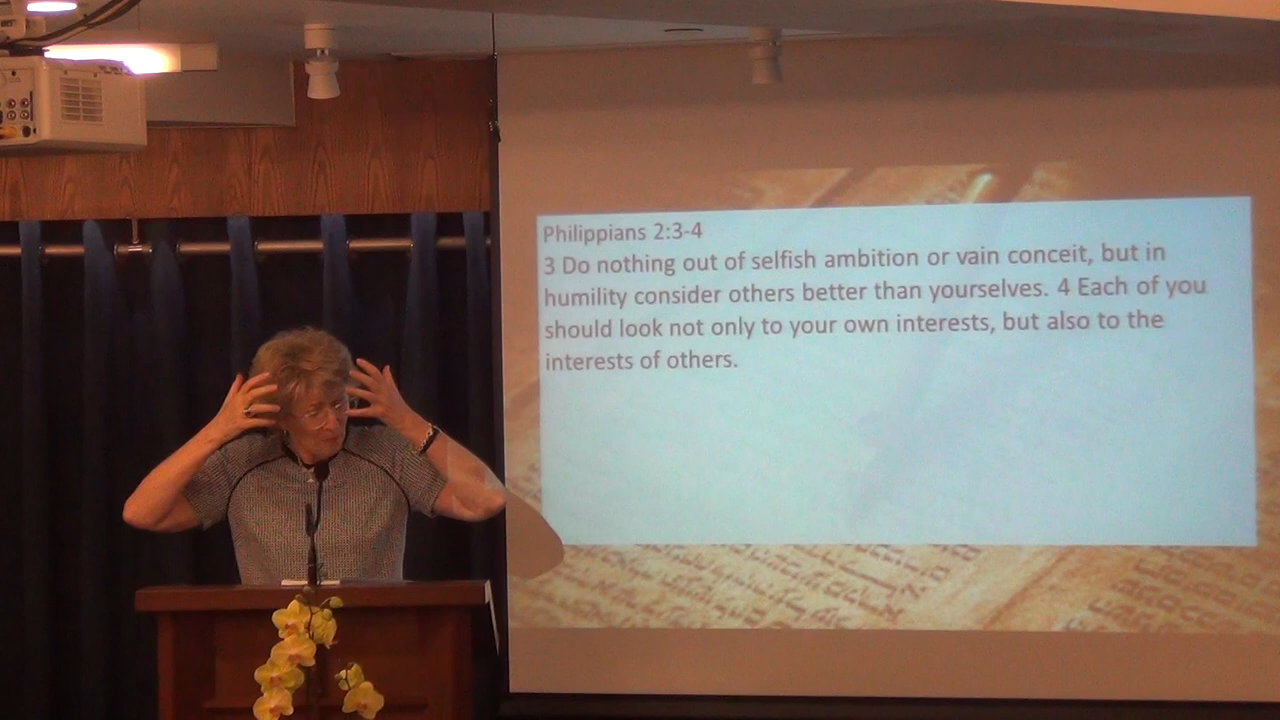 Philippians 2:3-4
3 Do nothing out of selfish ambition or vain conceit, but in
humility consider others better than yourselves. 4 Each of you
should look not only to your own interests, but also to the
interests of others.